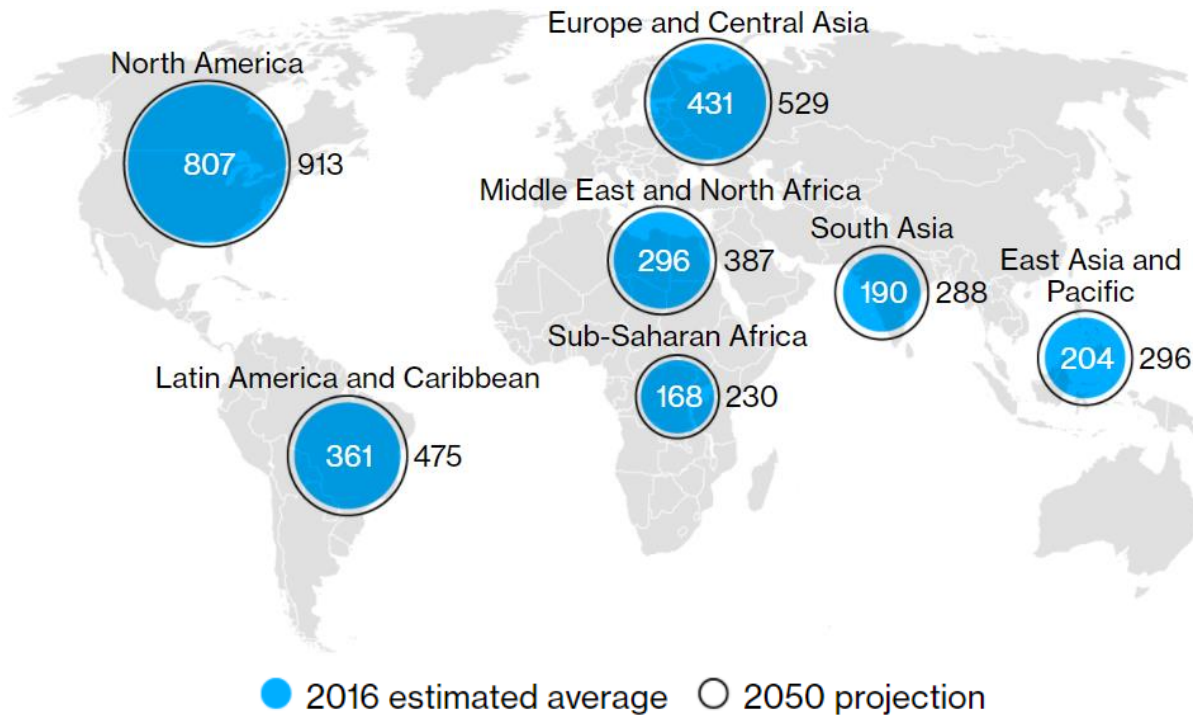 Europe and Central Asia
431 529
North America
807 913
Middle East and North Africa
296 387
South Asia
190 288
East Asia and
Pacific
204 296
Sub-Saharan Africa
168 230
Latin America and Caribbean
361 475
2016 estimated average 2050 projection